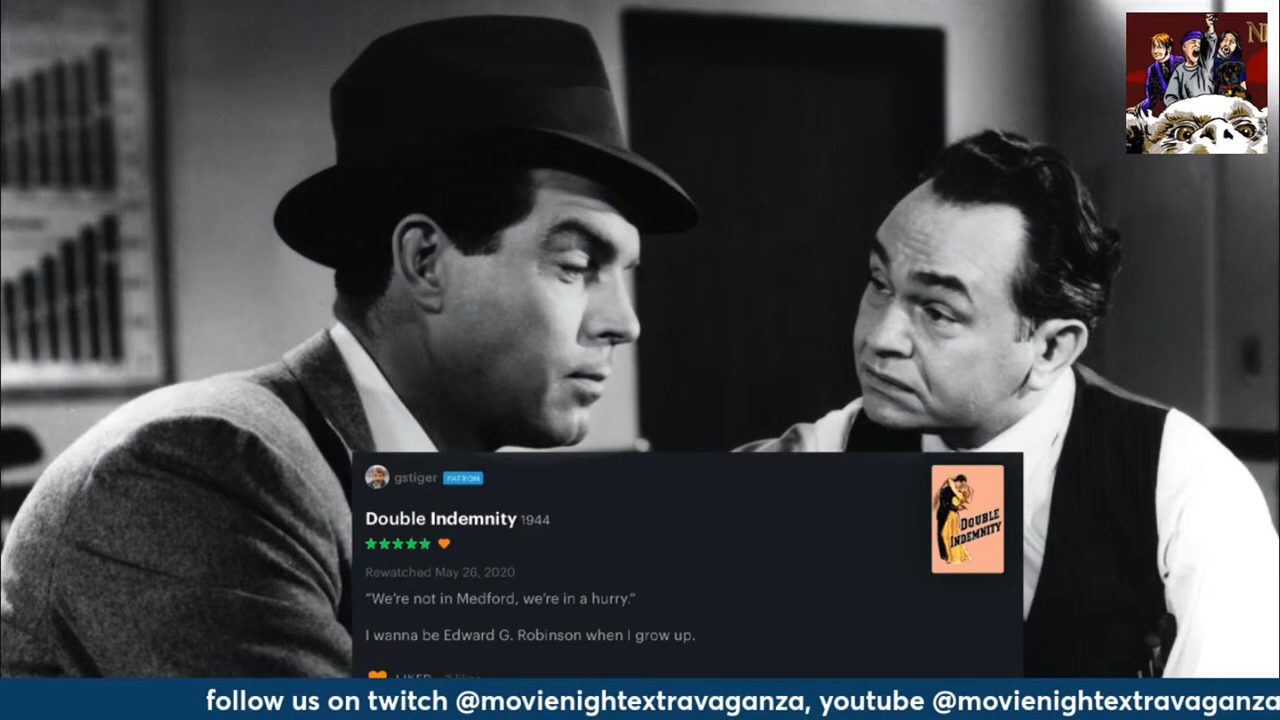 N
gstiger PATRON
Double Indemnity 1944
Rewatched May 26, 2020
“We’re not in Medford, we’re in a hurry.”
I wanna be Edward G. Robinson when I grow up.
DOUBLE
INDEMNITY
follow us on twitch @movienightextravaganza, youtube @movienightextravaganza